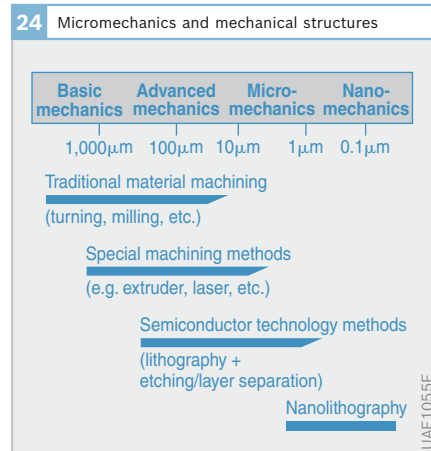 24 Micromechanics and mechanical structures
Basic mechanics Advanced mechanics Micro-mechanics Nano-mechanics
1,000µm 100µm 10µm 1µm 0.1µm
Traditional material machining
(turning, milling, etc.)
Special machining methods
(e.g. extruder, laser, etc.)
Semiconductor technology methods
(lithography +
etching/layer separation)
Nanolithography
UAE1055E